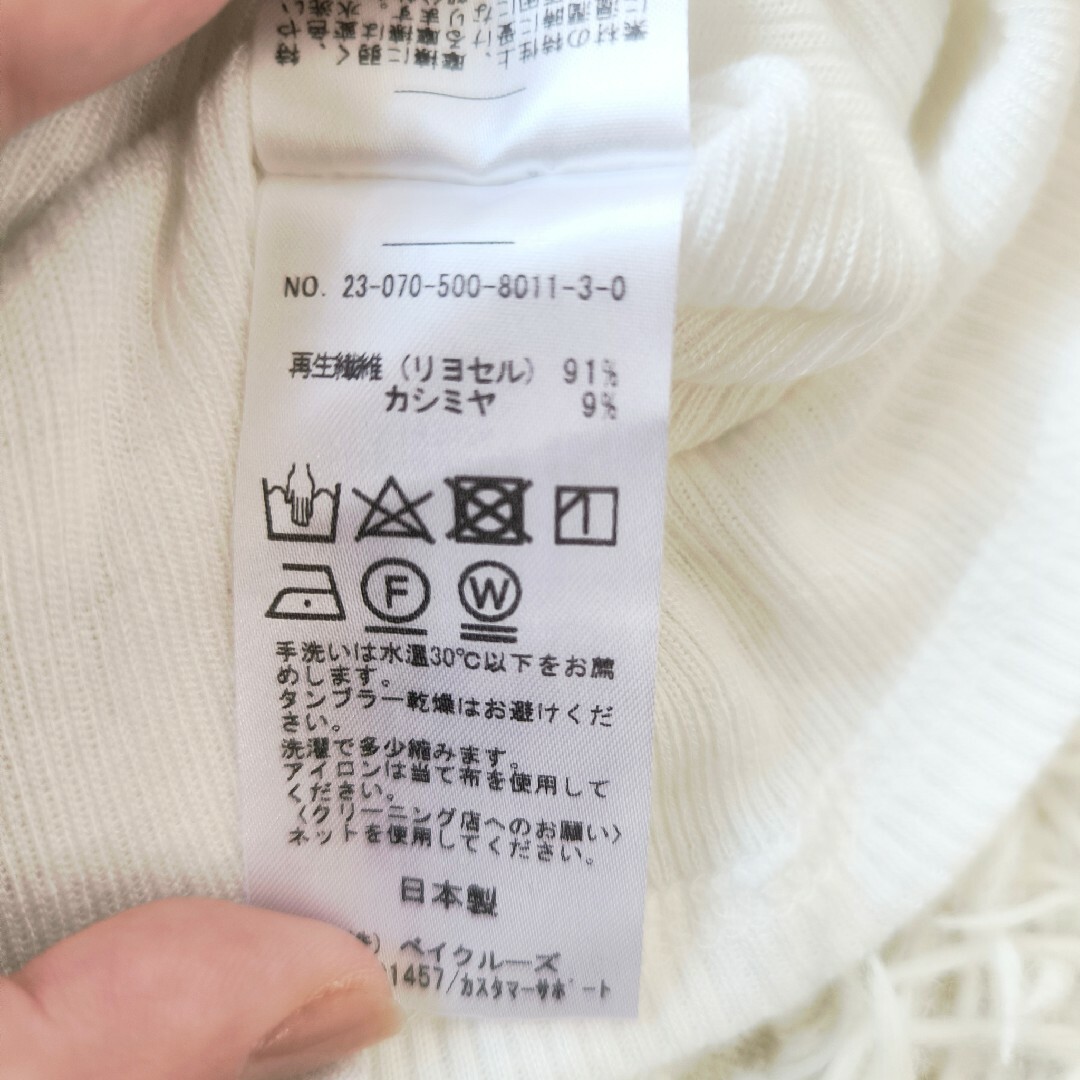 NO. 23-070-500-8011-3-0
再生繊維（リヨセル） 91%
カシミヤ 9%
F W
手洗いは水温30℃以下をお薦
めします。
タンブラー乾燥はお避けくだ
さい。
洗濯で多少縮みます。
アイロンは当て布を使用して
ください。
〈クリーニング店へのお願い〉
ネットを使用してください。
日本製
ベイクルーズ
1457/カスタマーサポート